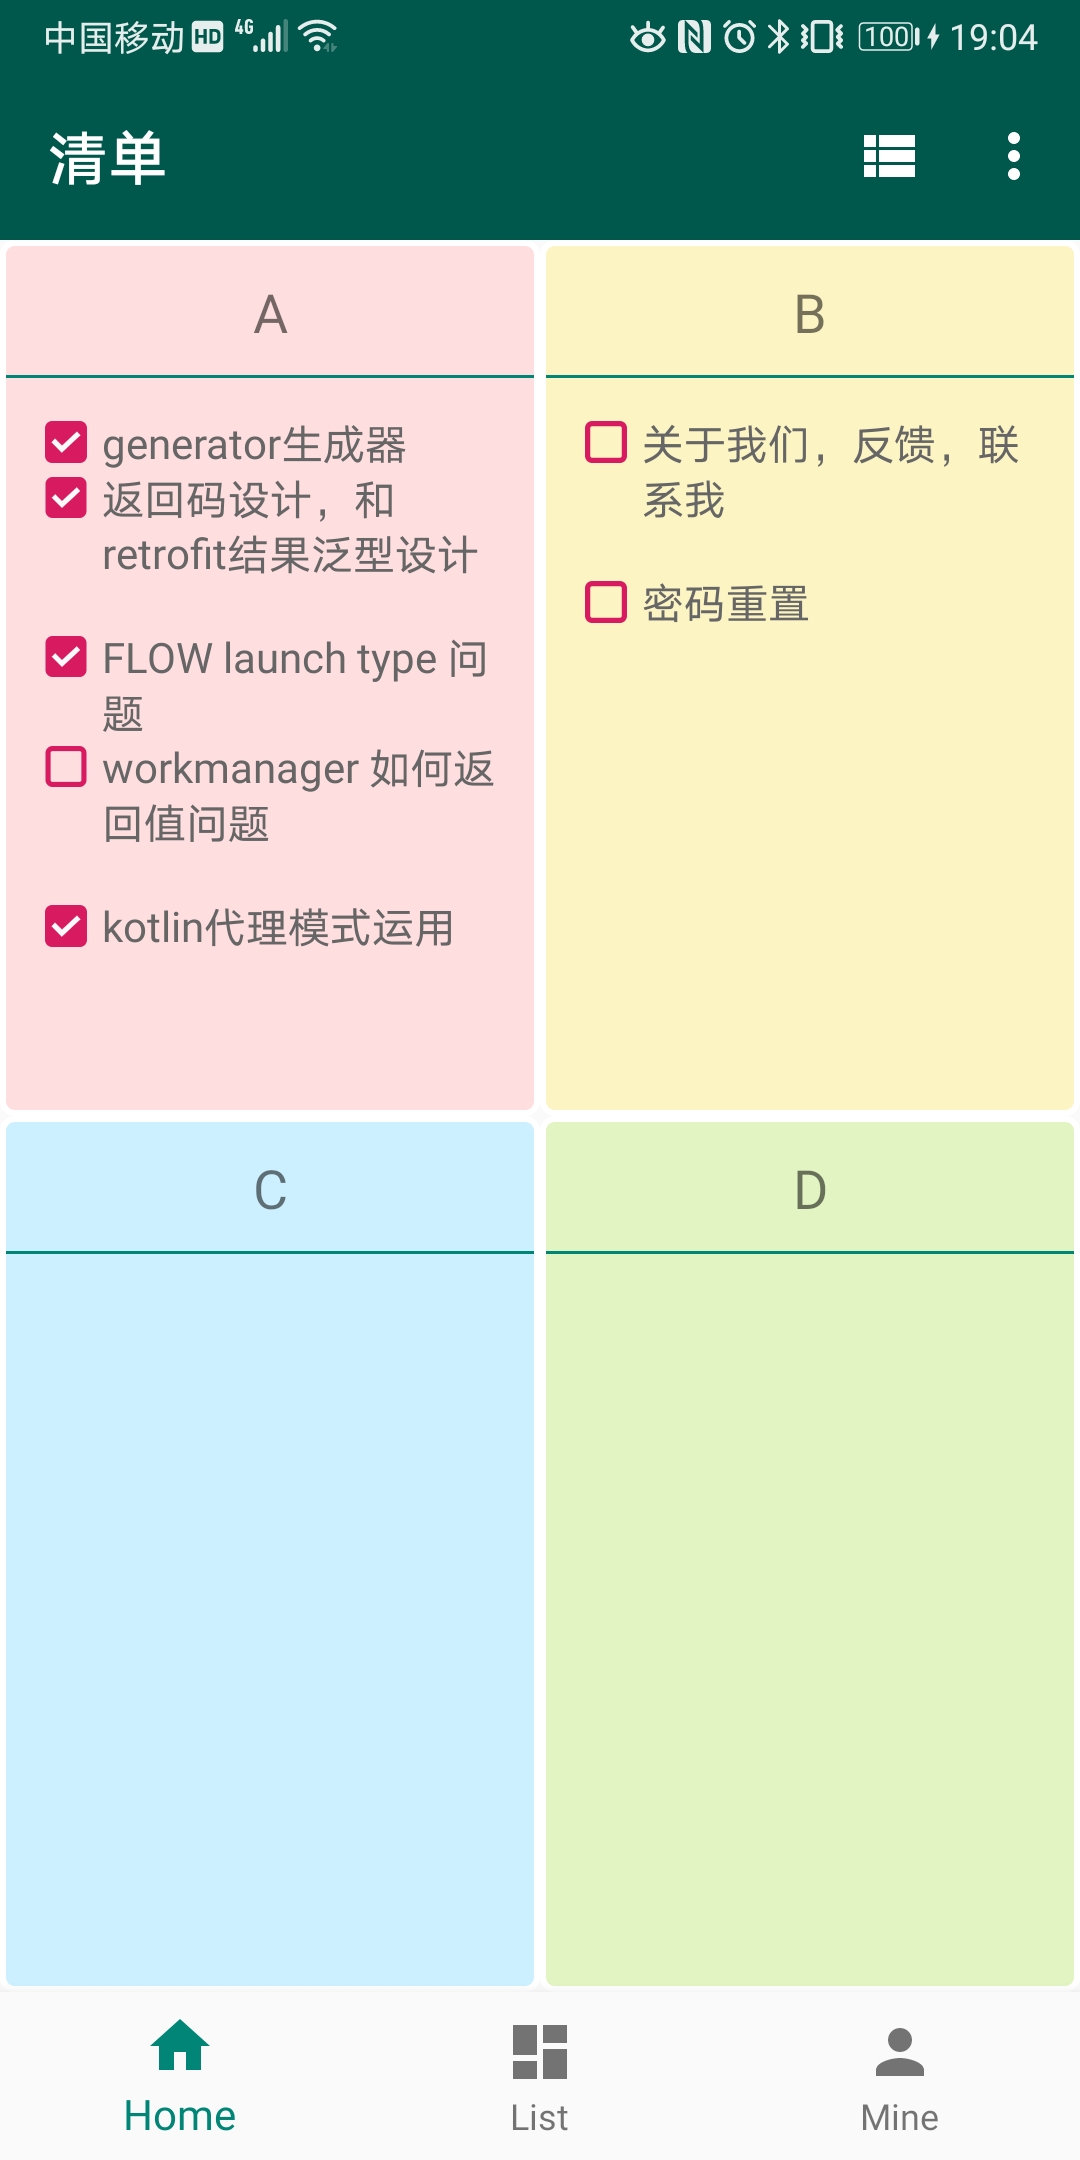 中国移动 HD 4G 100 19:04
清单
A
generator生成器
返回码设计，和
retrofit结果泛型设计
FLOW launch type 问
题
workmanager 如何返
回值问题
kotlin代理模式运用
B
关于我们，反馈，联
系我
密码重置
C
D
Home
List
Mine